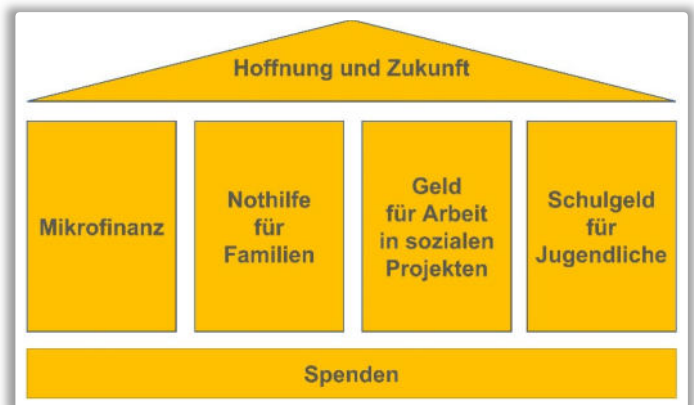 Hoffnung und Zukunft
Mikrofinanz
Nothilfe
für
Familien
Geld
für Arbeit
in sozialen
Projekten
Schulgeld
für
Jugendliche
Spenden